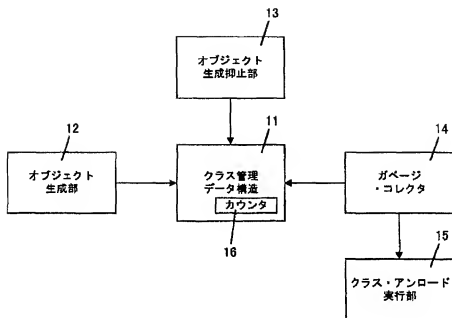 13
オブジェクト
生成抑止部
12
11
14
オブジェクト
生成部
クラス管理
データ構造
カウンタ
16
ガベージ
・コレクタ
15
クラス・アンロード
実行部